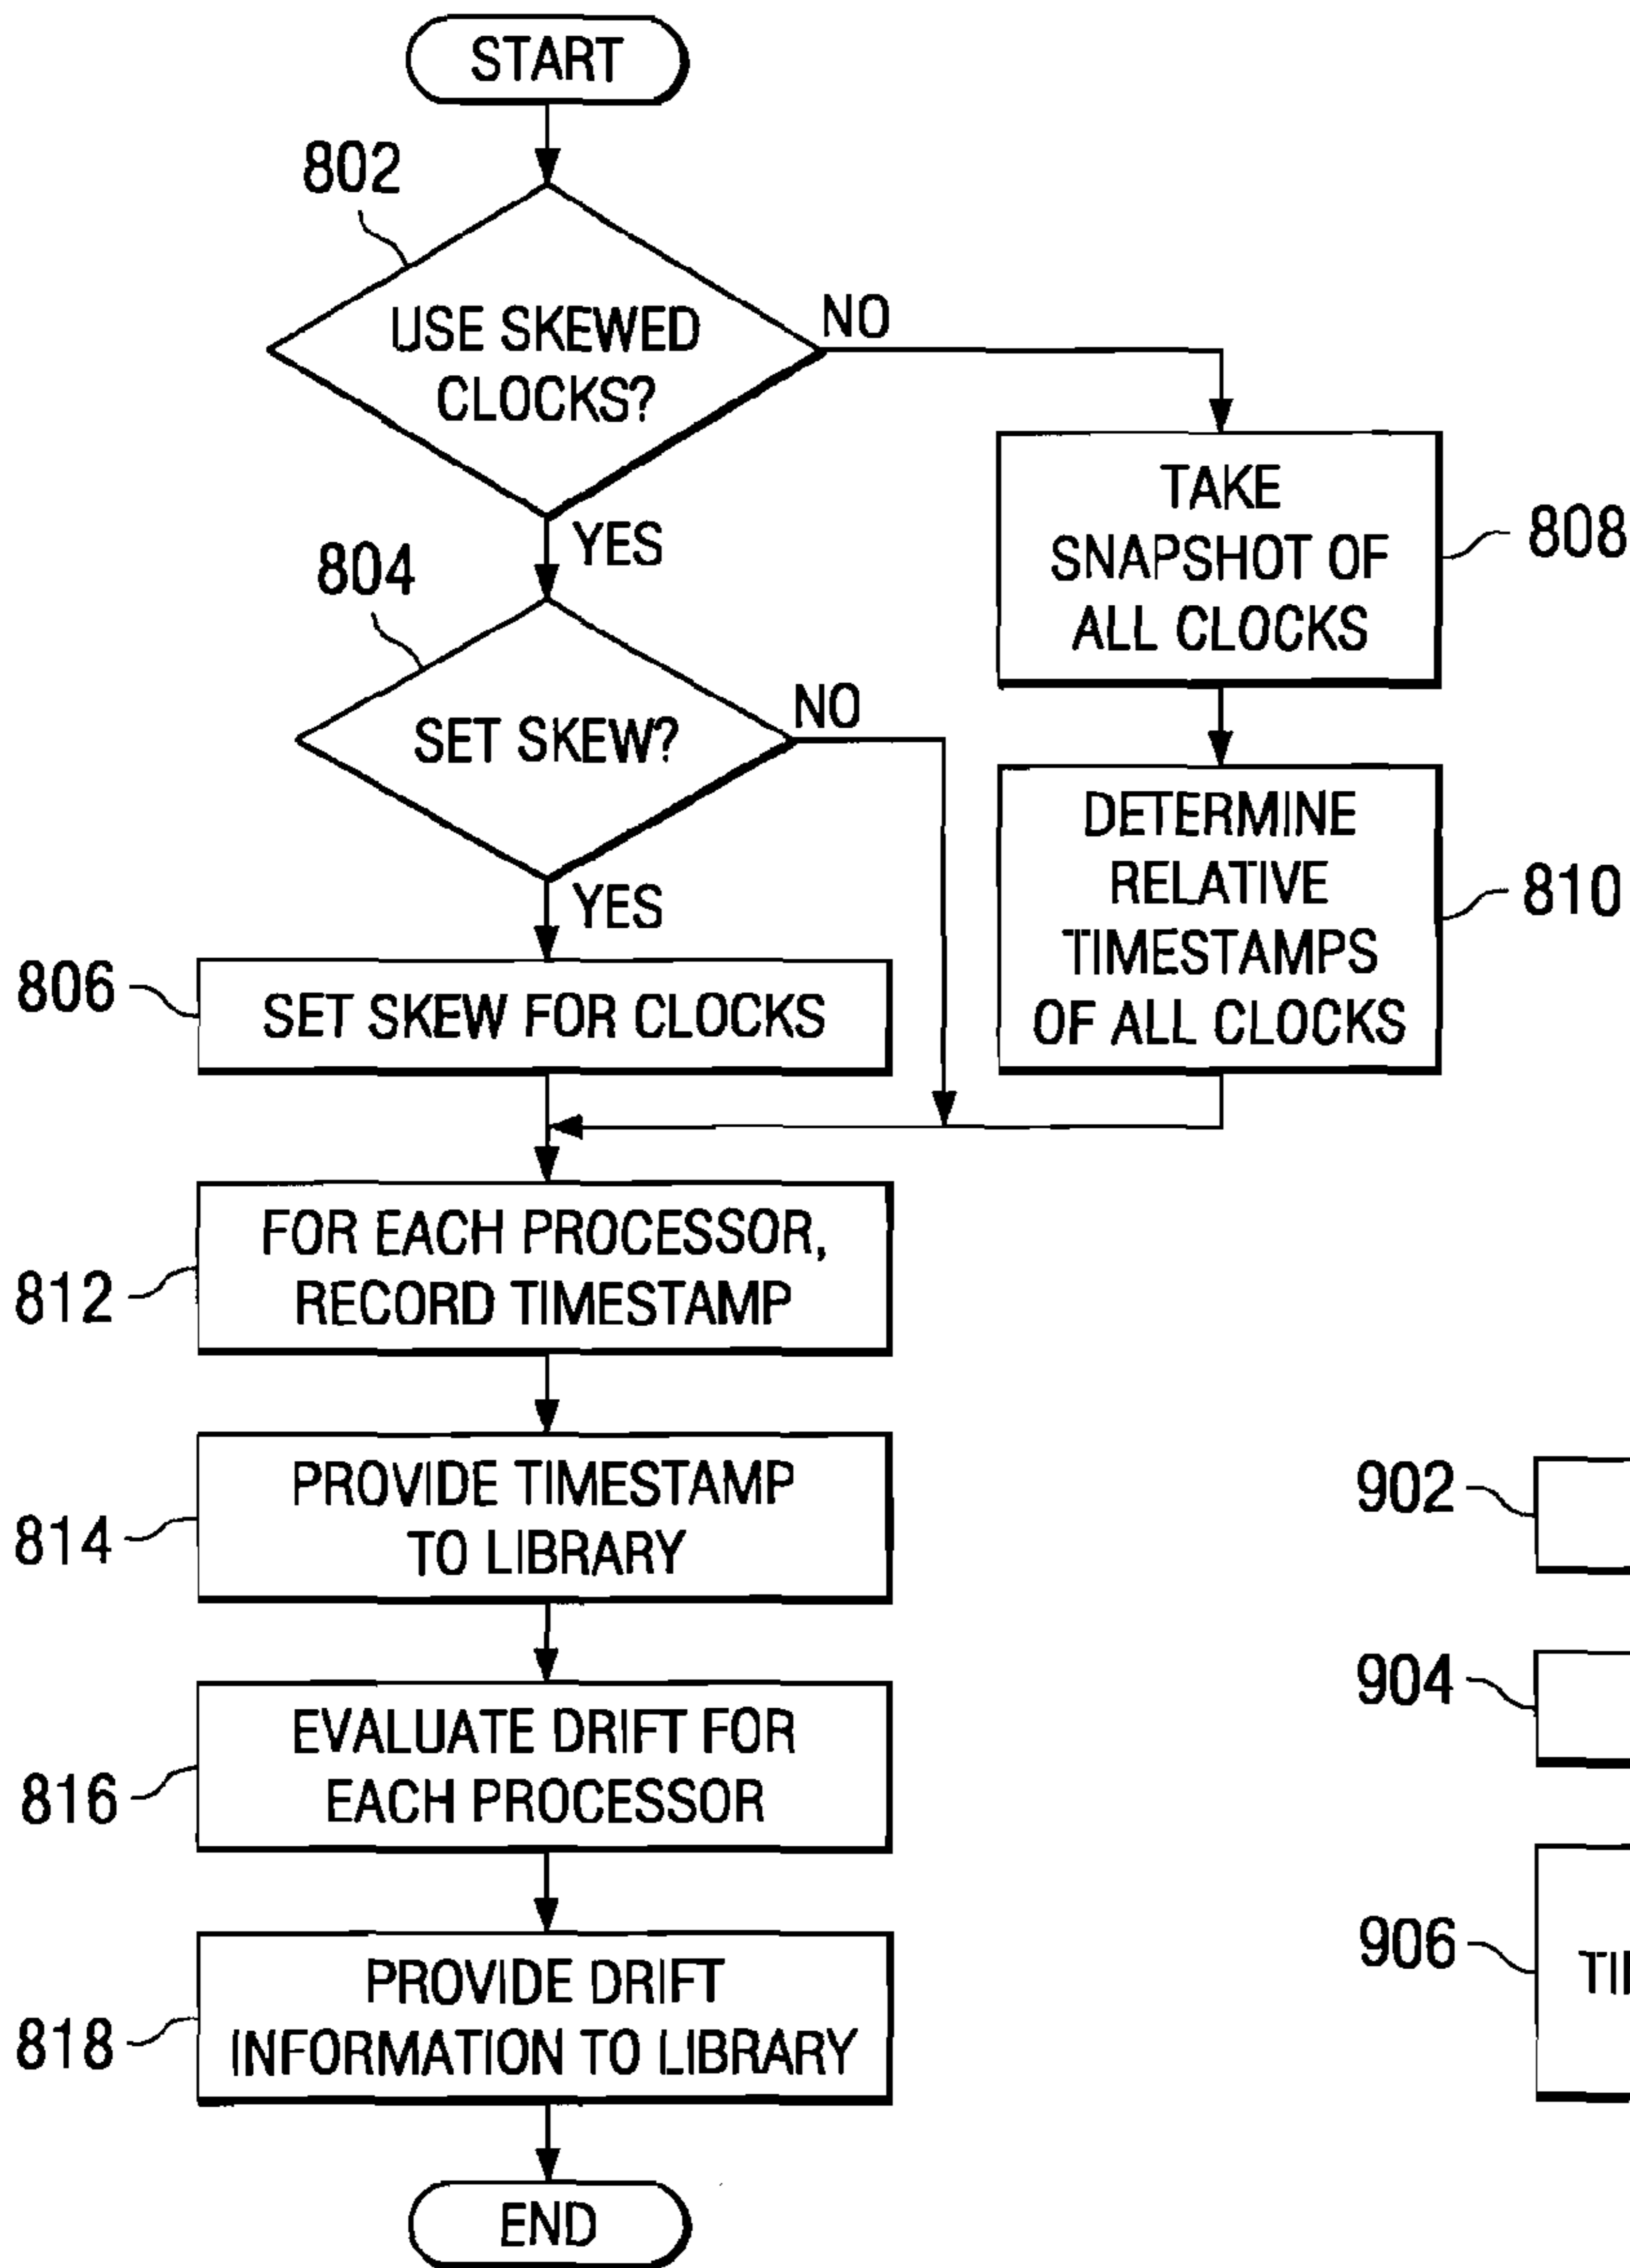 START
802
USE SKEWED
CLOCKS?
NO
YES
TAKE
SNAPSHOT OF
ALL CLOCKS
808
804
SET SKEW?
NO
YES
DETERMINE
RELATIVE
TIMESTAMPS
OF ALL CLOCKS
810
806
SET SKEW FOR CLOCKS
FOR EACH PROCESSOR,
RECORD TIMESTAMP
812
PROVIDE TIMESTAMP
TO LIBRARY
814
EVALUATE DRIFT FOR
EACH PROCESSOR
816
PROVIDE DRIFT
INFORMATION TO LIBRARY
818
END
902
904
906